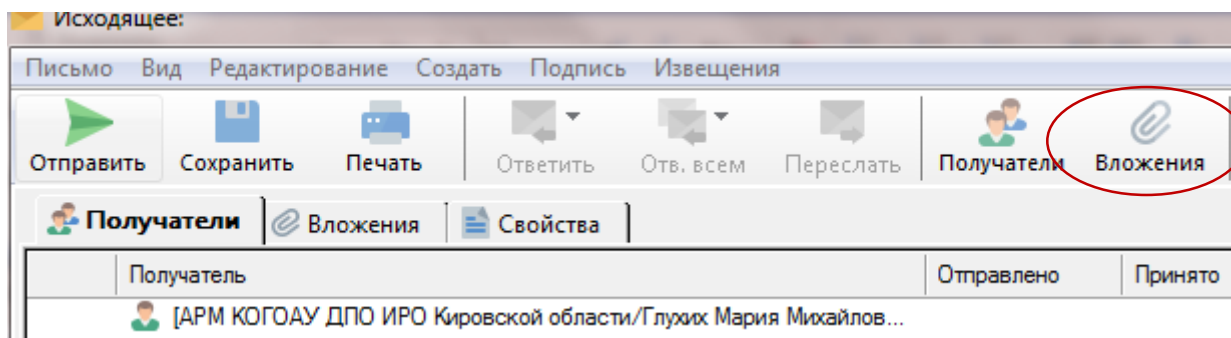 Исходящее:
Письмо Вид Редактирование Создать Подпись Извещения
Отправить Сохранить Печать Ответить Отв. всем Переслать Получатели Вложения
Получатели Вложения Свойства
Получатель Отправлено Принято
[АРМ КОГОАУ ДПО ИРО Кировской области/Глухих Мария Михайлов...